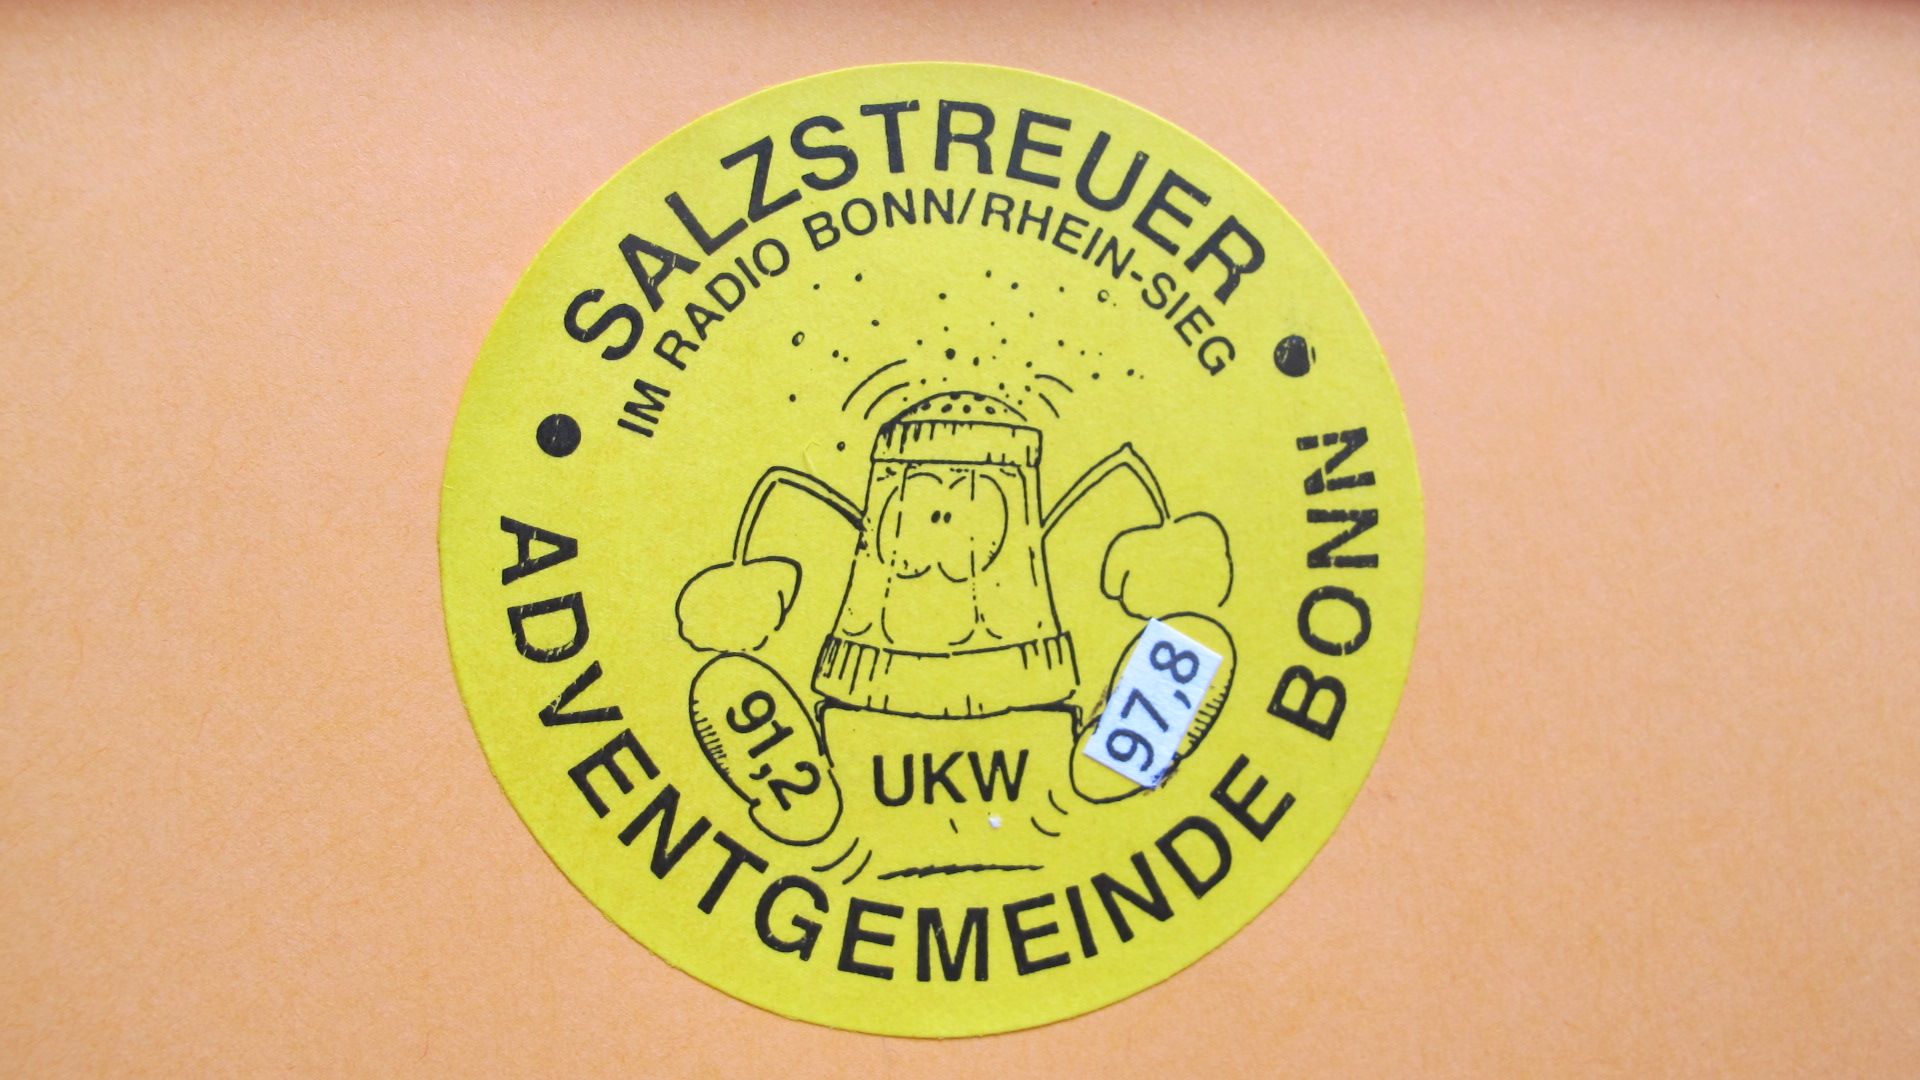 SALZSTREUER
IM RADIO BONN/RHEIN-SIEG
91,2
97,8
UKW
ADVENTGEMEINDE BONN